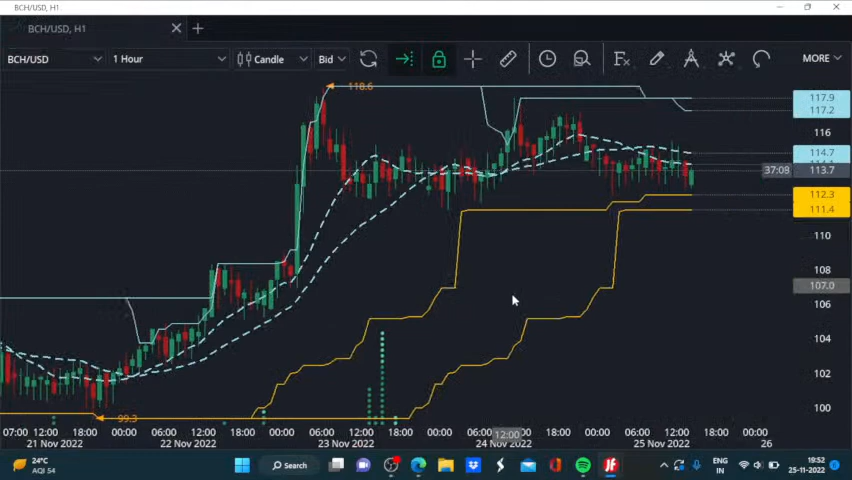 BCH/USD, H1
BCH/USD, H1
BCH/USD 1 Hour Candle Bid MORE
118.6
117.9
117.2
116
114.7
37:09 113.7
112.3
111.4
110
108
107.0
106
104
102
100
99.3
07:00 12:00 18:00 00:00 06:00 12:00 18:00 00:00 06:00 12:00 18:00 00:00 06:00 12:00 18:00 00:00 06:00 12:00 18:00 00:00
21 Nov 2022 22 Nov 2022 23 Nov 2022 24 Nov 2022 25 Nov 2022 26
24°C
AQI 54
Search
ENG
IN
19:52
25-11-2022